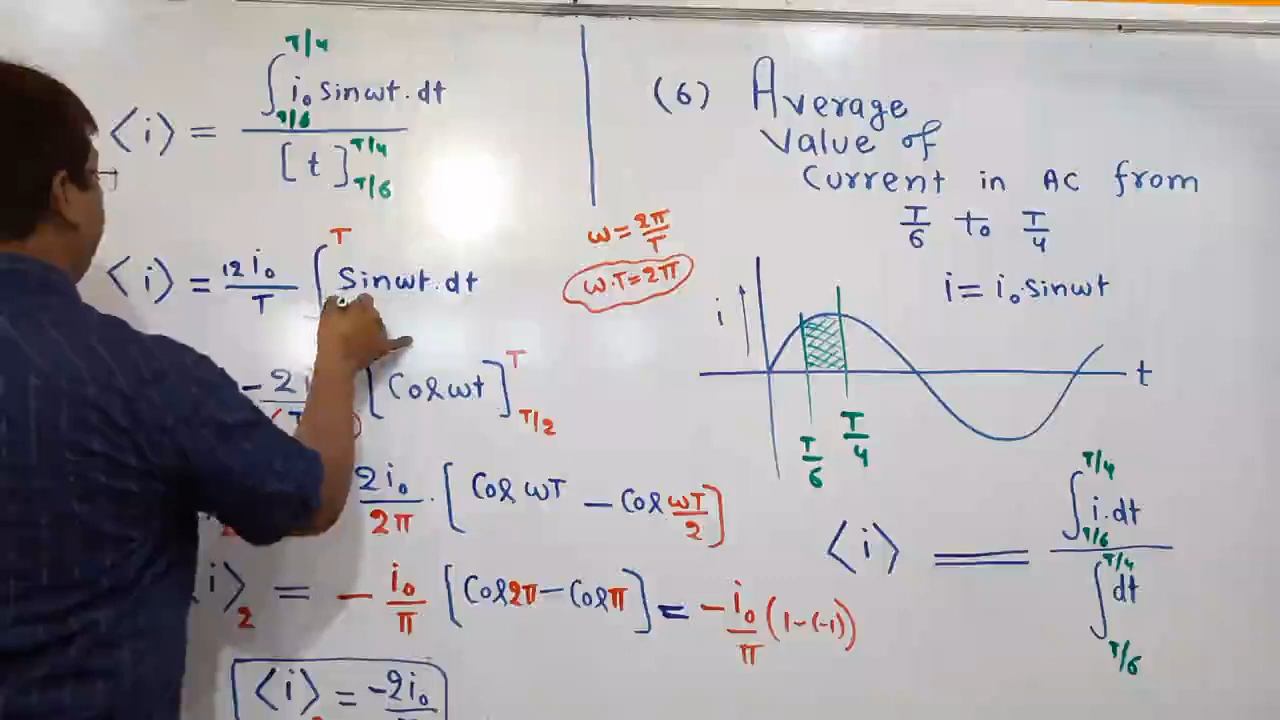 ⟨i⟩ = ∫_{T/6}^{T/4} i₀ sinωt . dt / [ t ]_{T/6}^{T/4}
⟨i⟩ = 12 i₀ / T ∫^{T} Sinωt. dt
[Cosωt]_{T/2}^{T}
2i₀ / 2π . [ Cos ωT – Cos ωT/2 ]
i⟩₂ = – i₀ / π [Cos2π – Cosπ] = – i₀ / π (1-(-1))
⟨i⟩ = -2i₀
ω = 2π / T
ω.T = 2π
(6) Average
Value of
Current in AC from
T/6 to T/4
i = i₀ sinωt
i
t
T/6
T/4
⟨i⟩ = ∫_{T/6}^{T/4} i.dt / ∫_{T/6}^{T/4} dt